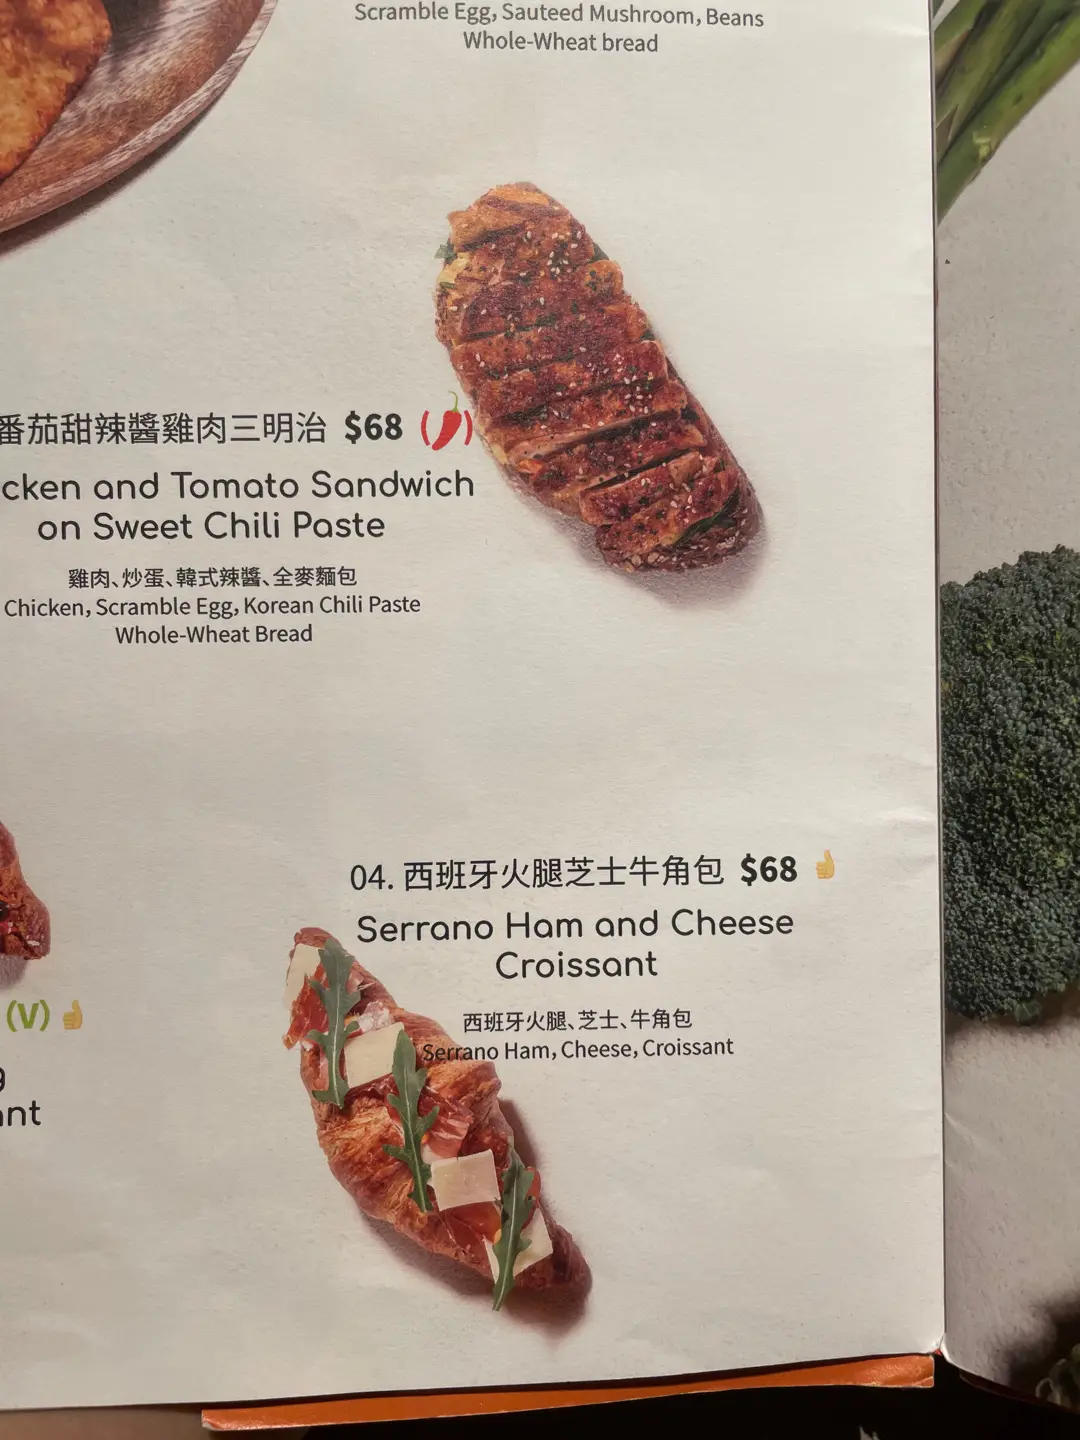 Scramble Egg, Sauteed Mushroom, Beans
Whole-Wheat bread
番茄甜辣醬雞肉三明治 $68
cken and Tomato Sandwich
on Sweet Chili Paste
雞肉、炒蛋、韓式辣醬、全麥麵包
Chicken, Scramble Egg, Korean Chili Paste
Whole-Wheat Bread
04. 西班牙火腿芝士牛角包 $68
Serrano Ham and Cheese
Croissant
西班牙火腿、芝士、牛角包
Serrano Ham, Cheese, Croissant
(V)
g
ant